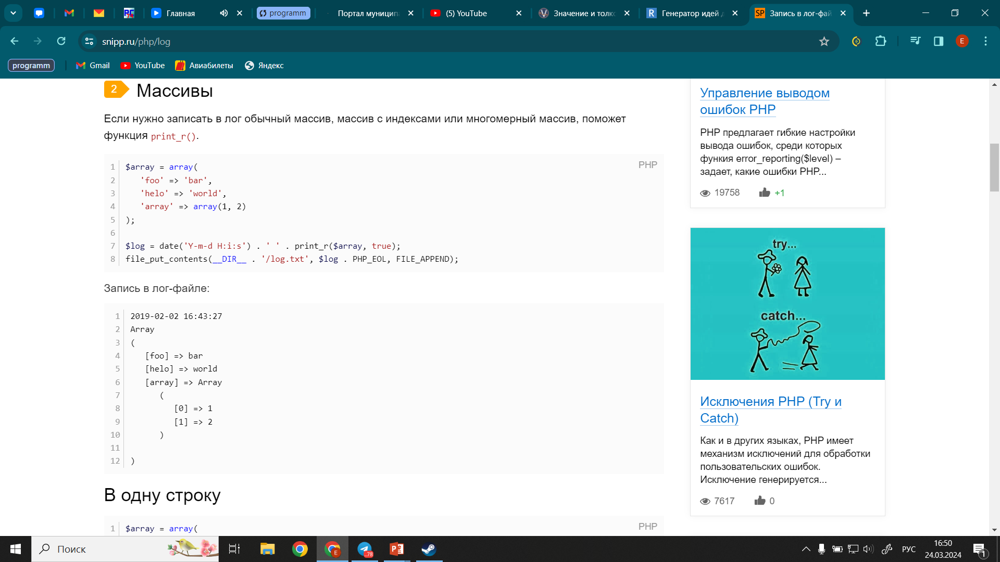 Главная
programm
Портал муницип
(5) YouTube
Значение и толк
Генератор идей д
SP
Запись в лог-фай
snipp.ru/php/log
E
programm
Gmail
YouTube
Авиабилеты
Яндекс
2
Массивы
Если нужно записать в лог обычный массив, массив с индексами или многомерный массив, поможет
функция print_r().
PHP
1 $array = array(
2 'foo' => 'bar',
3 'helo' => 'world',
4 'array' => array(1, 2)
5 );
6
7 $log = date('Y-m-d H:i:s') . ' ' . print_r($array, true);
8 file_put_contents(__DIR__ . '/log.txt', $log . PHP_EOL, FILE_APPEND);
Запись в лог-файле:
1 2019-02-02 16:43:27
2 Array
3 (
4 [foo] => bar
5 [helo] => world
6 [array] => Array
7 (
8 [0] => 1
9 [1] => 2
10 )
11
12 )
В одну строку
PHP
1 $array = array(
Управление выводом
ошибок PHP
PHP предлагает гибкие настройки
вывода ошибок, среди которых
функия error_reporting($level) –
задает, какие ошибки PHP...
19758
+1
try...
catch...
Исключения PHP (Try и
Catch)
Как и в других языках, PHP имеет
механизм исключений для обработки
пользовательских ошибок.
Исключение генерируется...
7617
0
Поиск
E
..78
РУС
16:50
24.03.2024
1